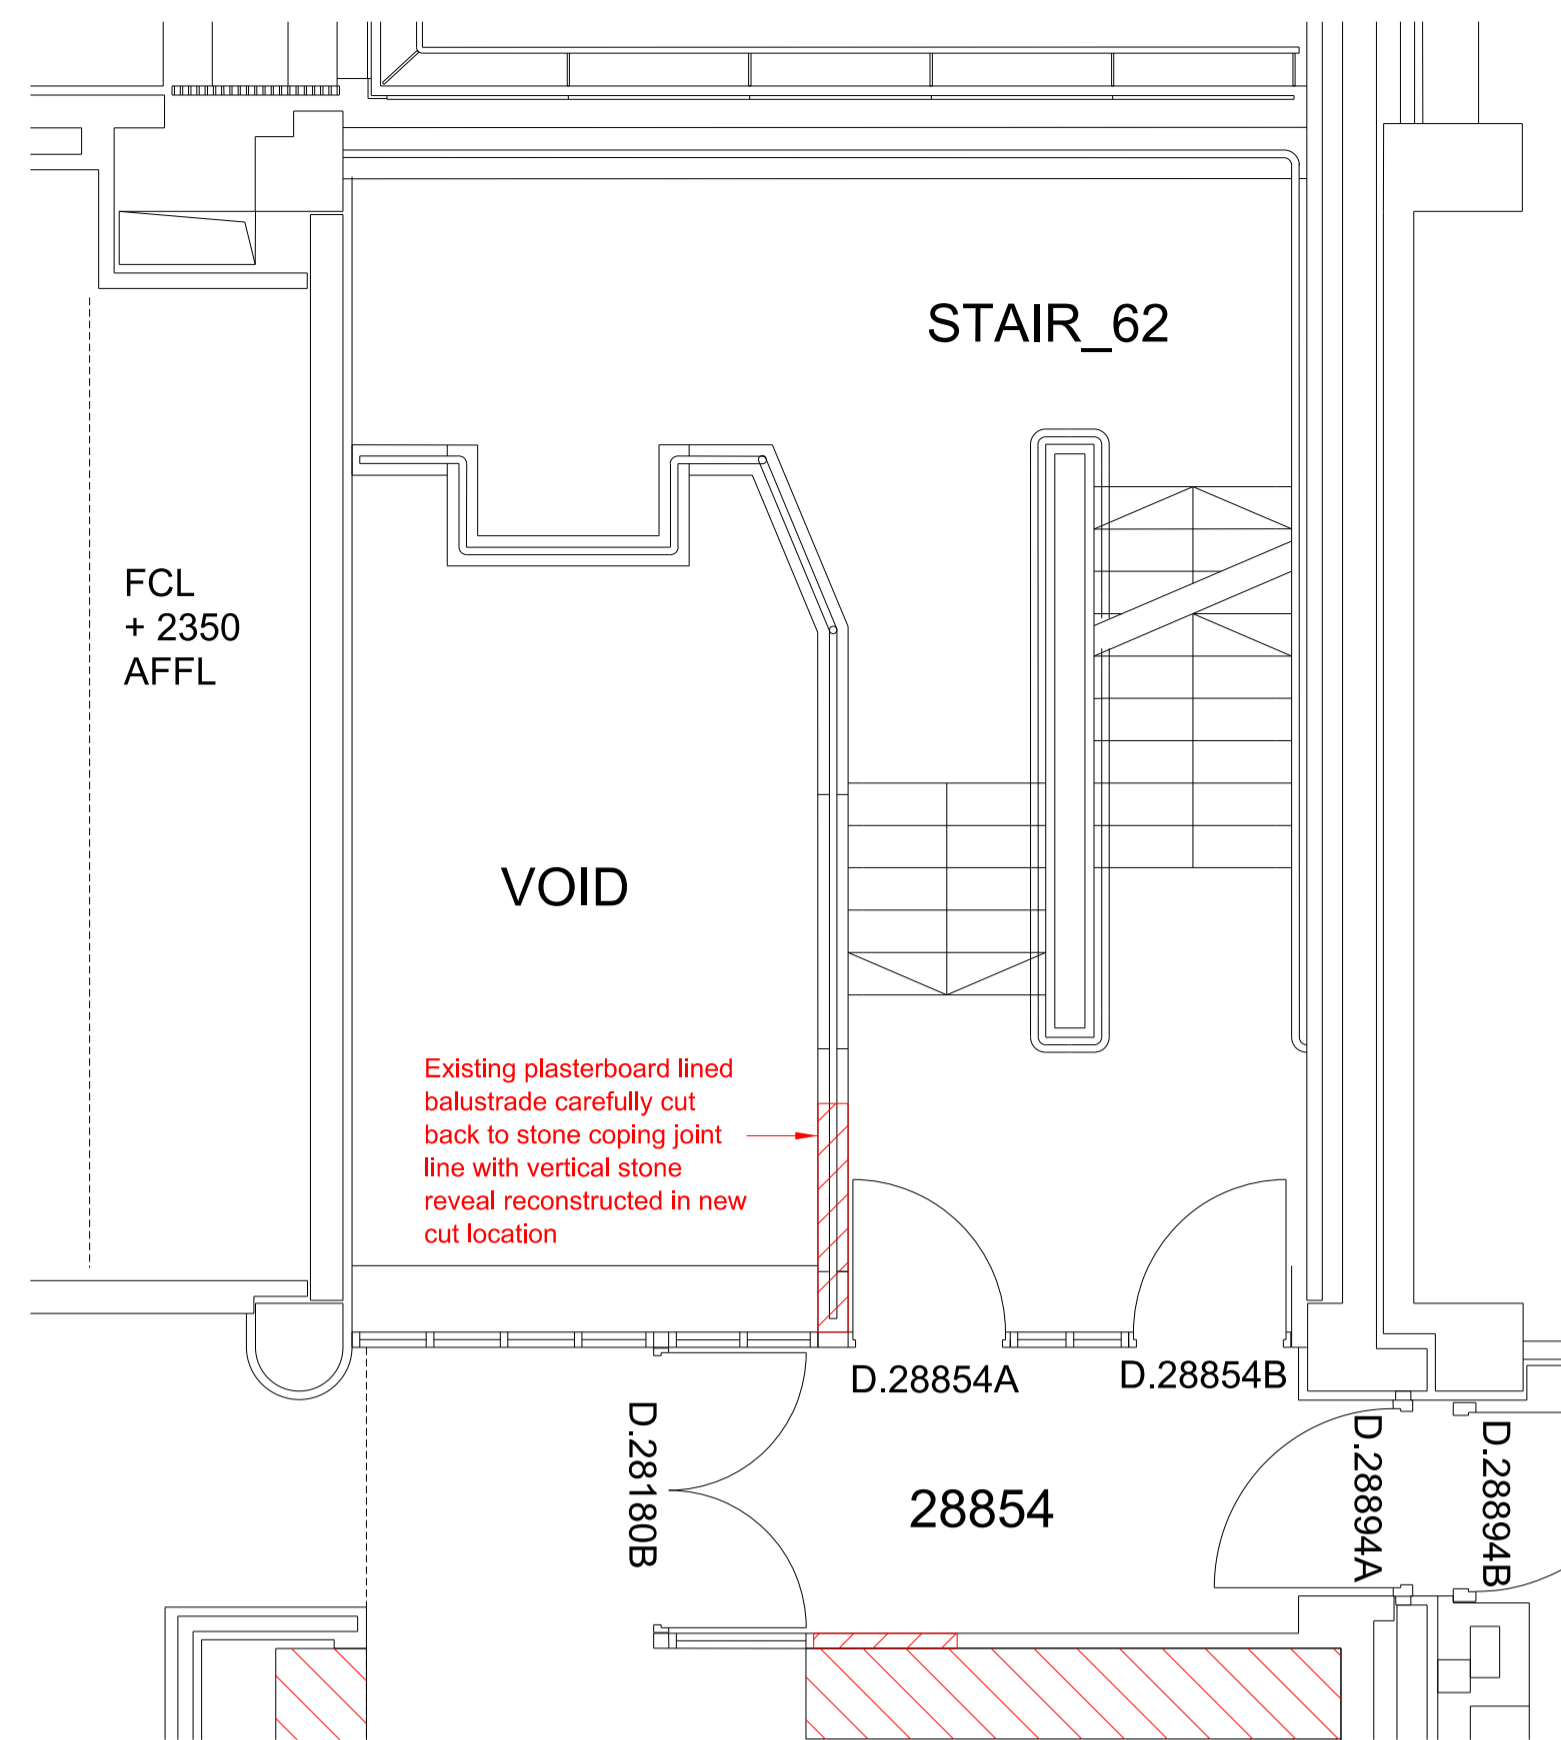 STAIR_62
FCL
+ 2350
AFFL
VOID
Existing plasterboard lined
balustrade carefully cut
back to stone coping joint
line with vertical stone
reveal reconstructed in new
cut location
D.28854A
D.28854B
D.28180B
28854
D.28894A
D.28894B